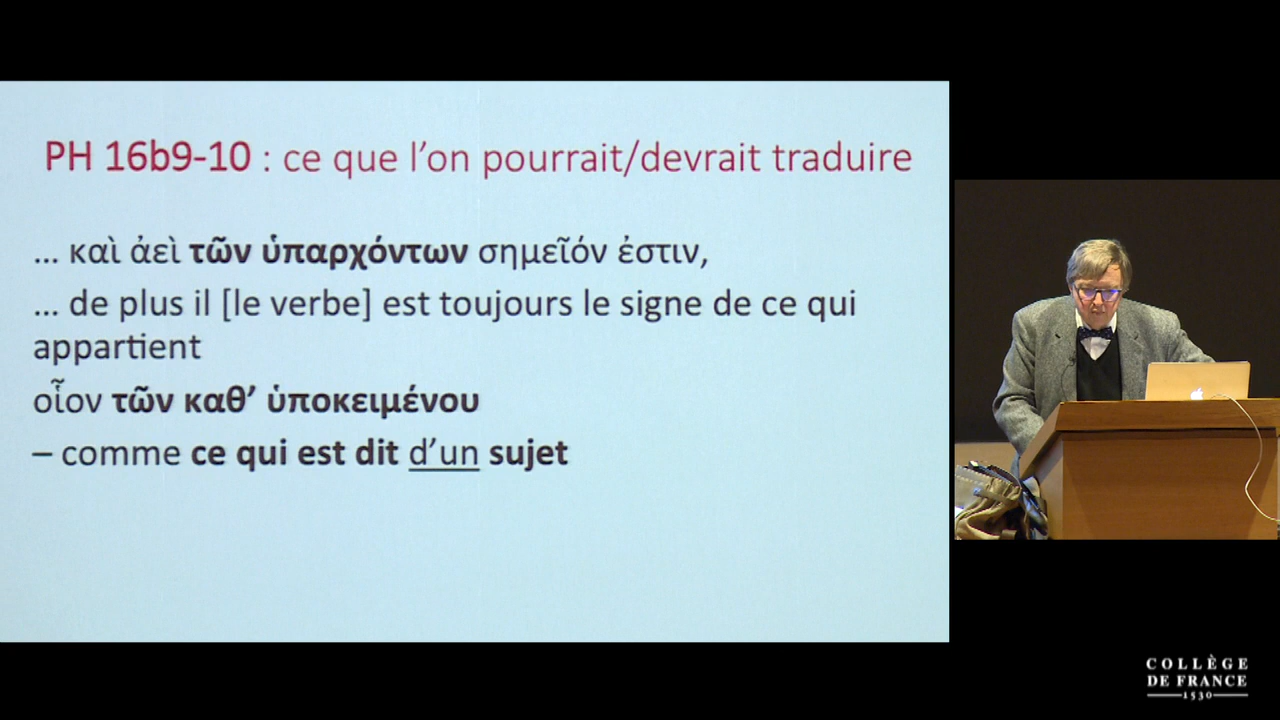 PH 16b9-10 : ce que l’on pourrait/devrait traduire
... καὶ ἀεὶ τῶν ὑπαρχόντων σημεῖόν ἐστιν,
... de plus il [le verbe] est toujours le signe de ce qui
appartient
οἷον τῶν καθ’ ὑποκειμένου
– comme ce qui est dit d’un sujet
COLLÈGE
DE FRANCE
1530